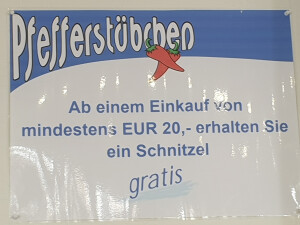 Pfefferstübchen
Ab einem Einkauf von
mindestens EUR 20,- erhalten Sie
ein Schnitzel
gratis